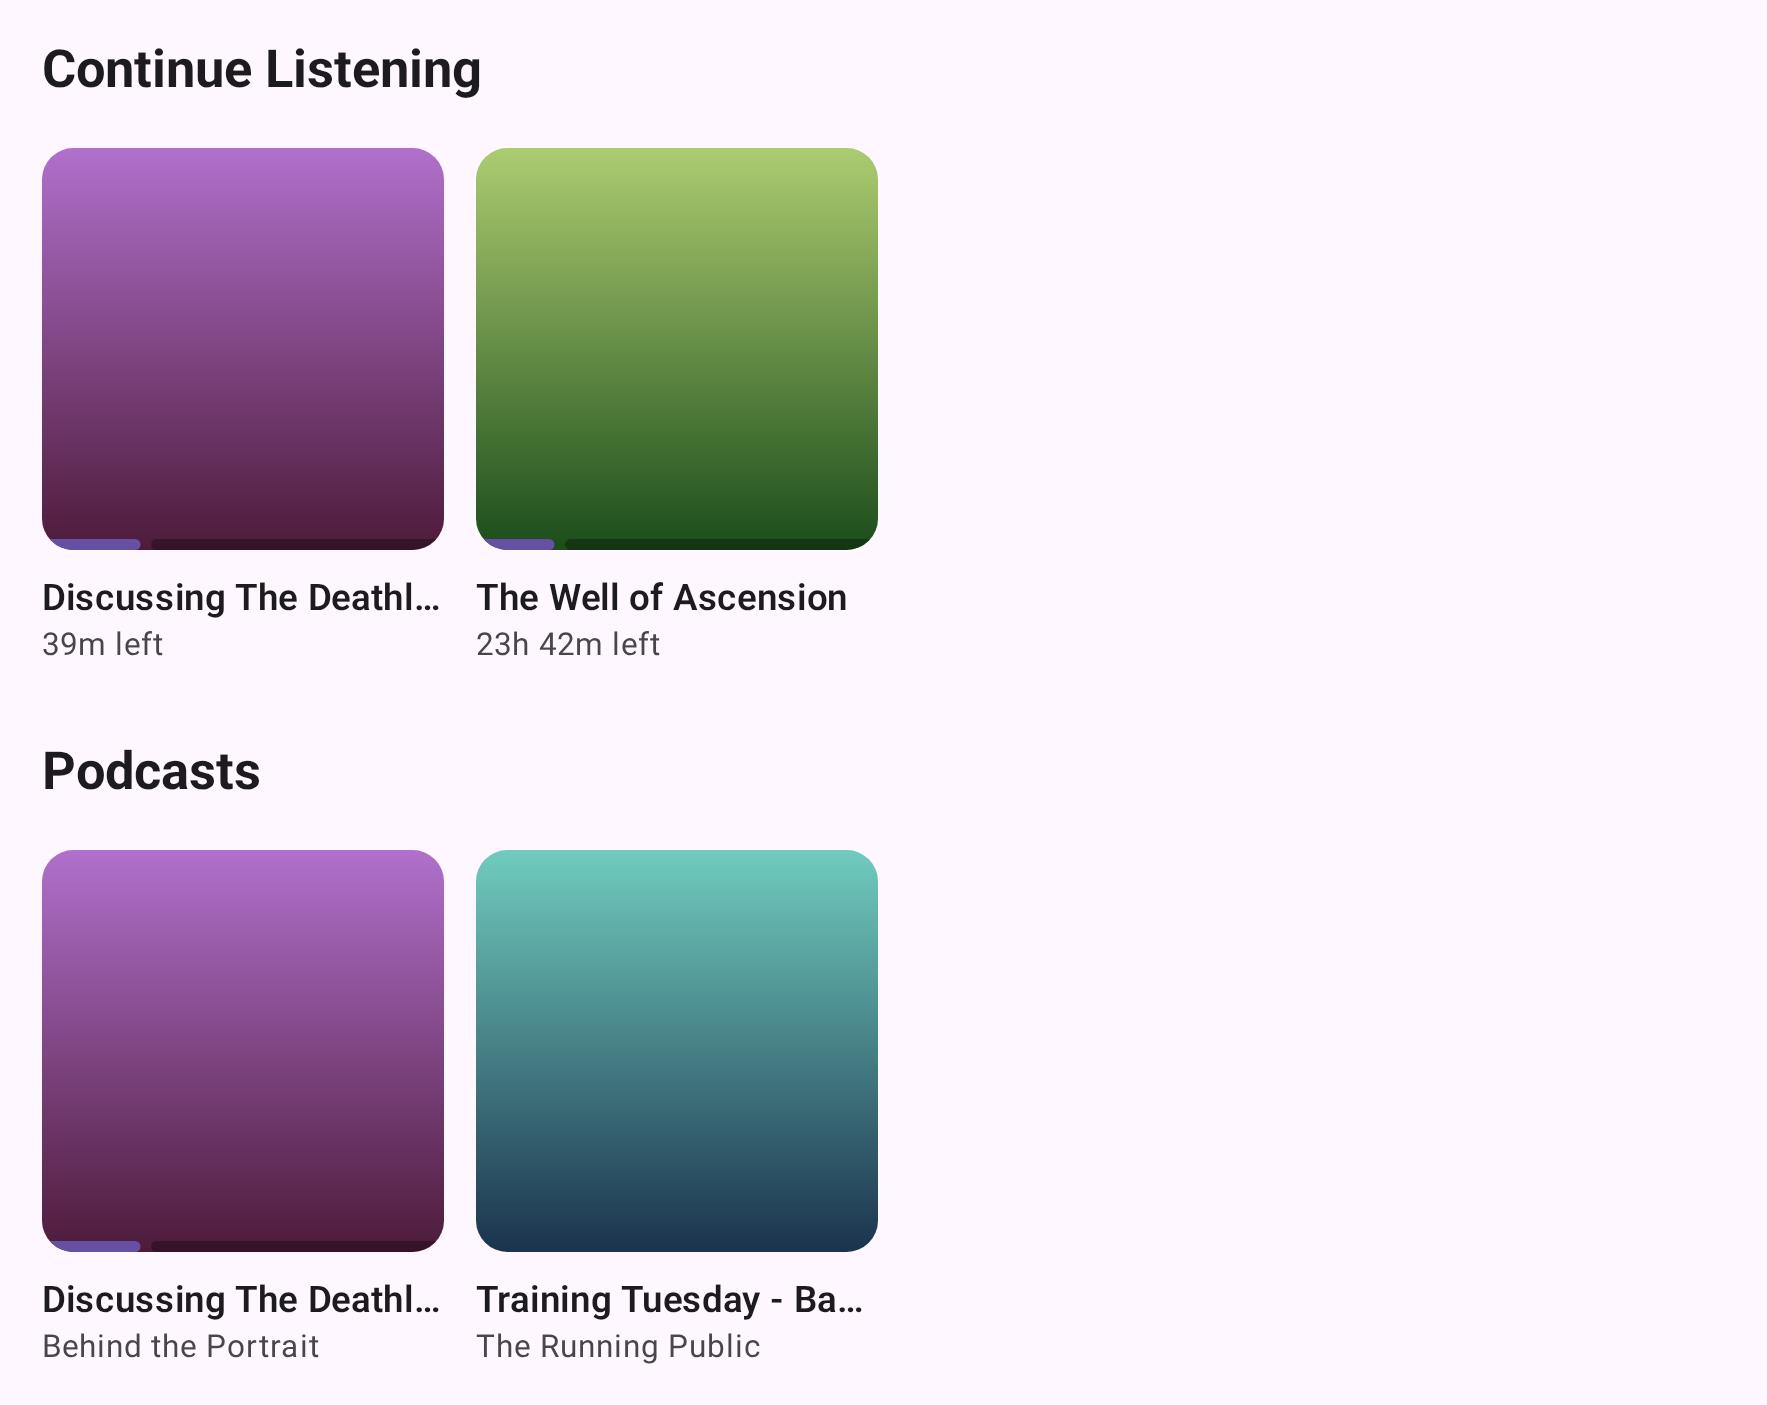 Continue Listening
Discussing The Deathl...
39m left
The Well of Ascension
23h 42m left
Podcasts
Discussing The Deathl...
Behind the Portrait
Training Tuesday - Ba...
The Running Public